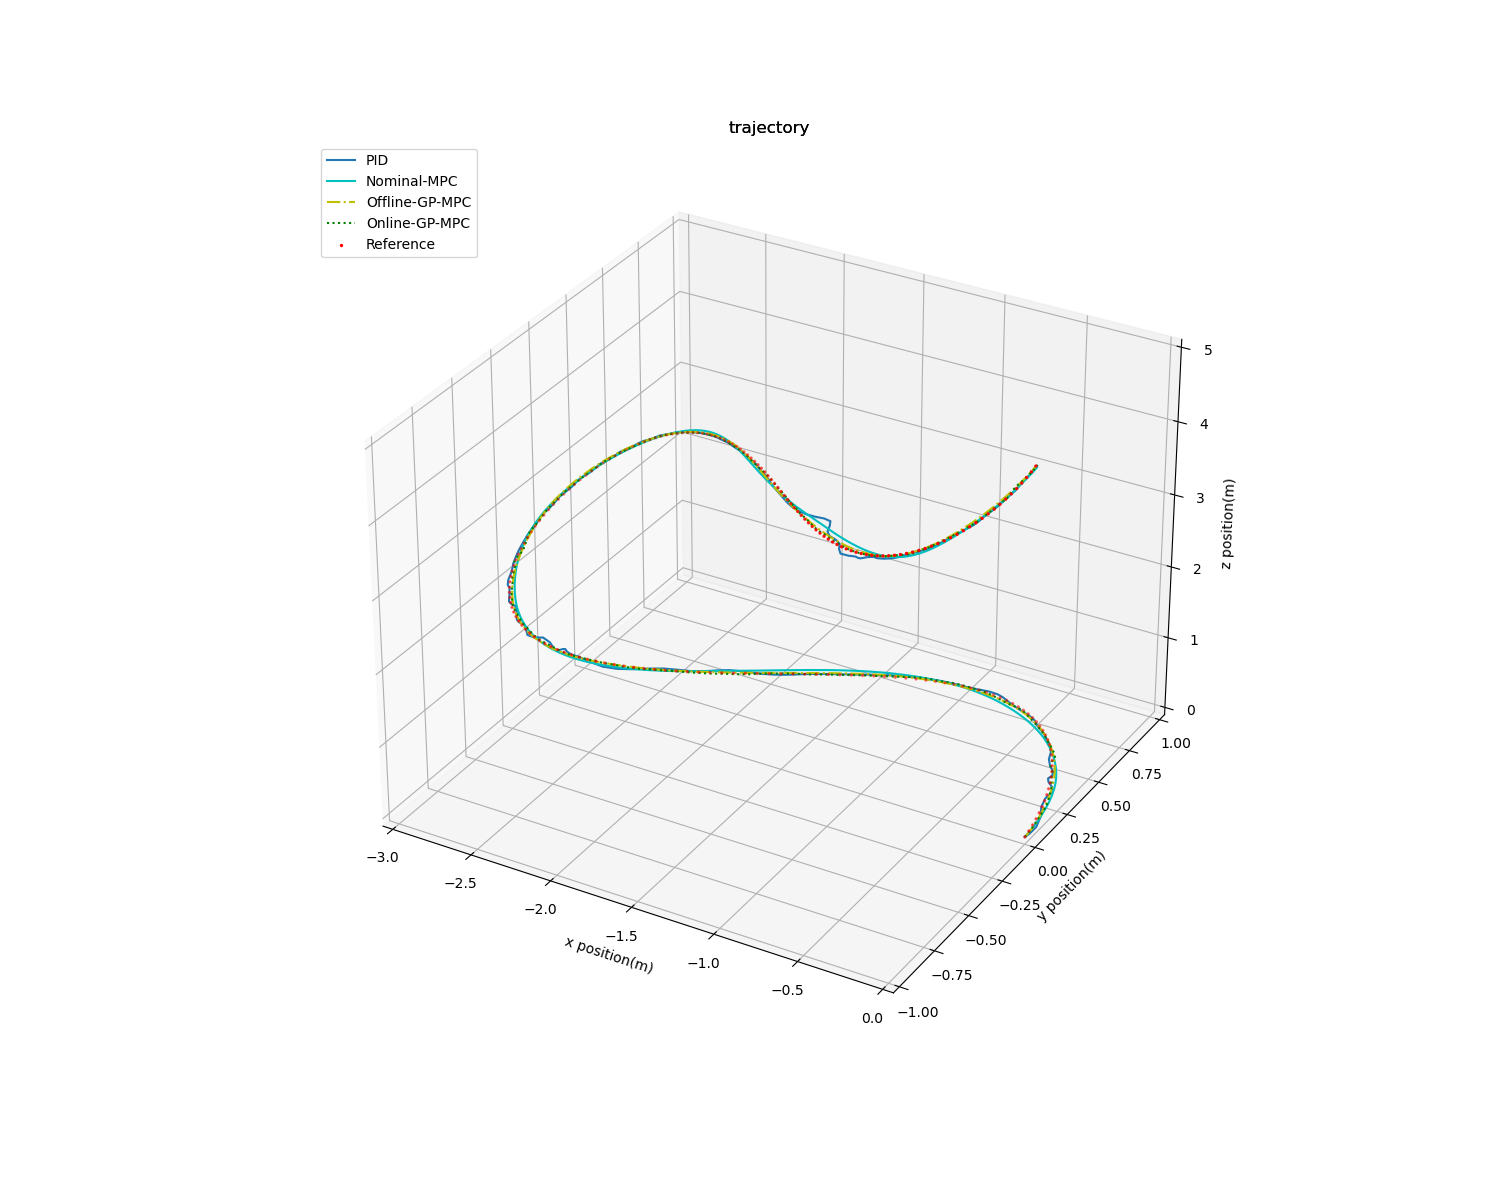 trajectory
PID
Nominal-MPC
Offline-GP-MPC
Online-GP-MPC
Reference
5
4
3
2
1
0
z position(m)
1.00
0.75
0.50
0.25
0.00
−0.25
−0.50
−0.75
−1.00
y position(m)
−3.0
−2.5
−2.0
−1.5
−1.0
−0.5
0.0
x position(m)